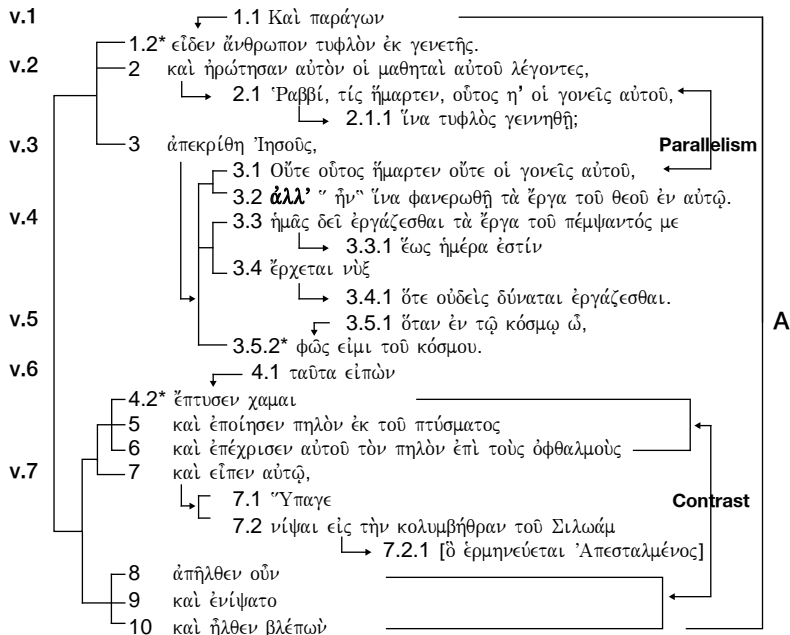 v.1 1.1 Καὶ παράγων
1.2* εἶδεν ἄνθρωπον τυφλὸν ἐκ γενετῆς.
v.2 2 καὶ ἠρώτησαν αὐτὸν οἱ μαθηταὶ αὐτοῦ λέγοντες,
2.1 Ῥαββί, τίς ἥμαρτεν, οὗτος η' οἱ γονεῖς αὐτοῦ,
2.1.1 ἵνα τυφλὸς γεννηθῇ;
v.3 3 ἀπεκρίθη Ἰησοῦς, Parallelism
3.1 Οὔτε οὗτος ἥμαρτεν οὔτε οἱ γονεῖς αὐτοῦ,
3.2 ἀλλ' “ ἦν“ ἵνα φανερωθῇ τὰ ἔργα τοῦ θεοῦ ἐν αὐτῷ.
v.4 3.3 ἡμᾶς δεῖ ἐργάζεσθαι τὰ ἔργα τοῦ πέμψαντός με
3.3.1 ἕως ἡμέρα ἐστίν
3.4 ἔρχεται νὺξ
3.4.1 ὅτε οὐδεὶς δύναται ἐργάζεσθαι.
v.5 3.5.1 ὅταν ἐν τῷ κόσμῳ ὦ, A
3.5.2* φῶς εἰμι τοῦ κόσμου.
v.6 4.1 ταῦτα εἰπὼν
4.2* ἔπτυσεν χαμαι
5 καὶ ἐποίησεν πηλὸν ἐκ τοῦ πτύσματος
6 καὶ ἐπέχρισεν αὐτοῦ τὸν πηλὸν ἐπὶ τοὺς ὀφθαλμοὺς
v.7 7 καὶ εἶπεν αὐτῷ,
7.1 Ὕπαγε Contrast
7.2 νίψαι εἰς τὴν κολυμβήθραν τοῦ Σιλωάμ
7.2.1 [ὃ ἑρμηνεύεται Ἀπεσταλμένος]
8 ἀπῆλθεν οὖν
9 καὶ ἐνίψατο
10 καὶ ἦλθεν βλέπων